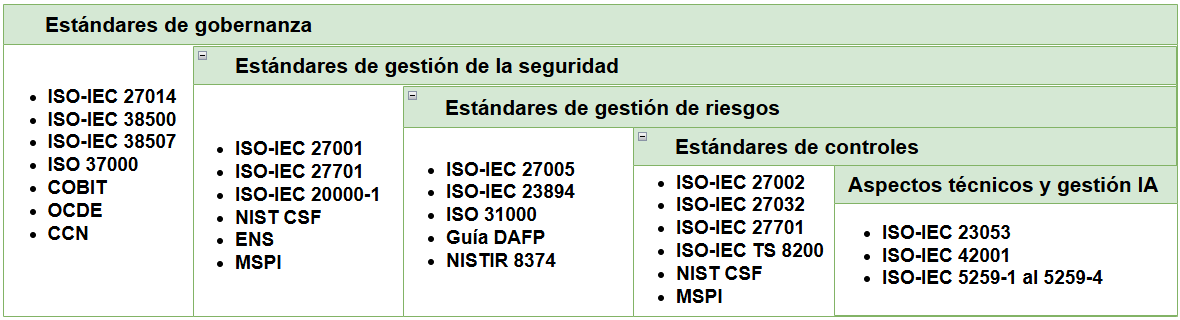 Estándares de gobernanza
ISO-IEC 27014
ISO-IEC 38500
ISO-IEC 38507
ISO 37000
COBIT
OCDE
CCN
Estándares de gestión de la seguridad
ISO-IEC 27001
ISO-IEC 27701
ISO-IEC 20000-1
NIST CSF
ENS
MSPI
Estándares de gestión de riesgos
ISO-IEC 27005
ISO-IEC 23894
ISO 31000
Guía DAFP
NISTIR 8374
Estándares de controles
ISO-IEC 27002
ISO-IEC 27032
ISO-IEC 27701
ISO-IEC TS 8200
NIST CSF
MSPI
Aspectos técnicos y gestión IA
ISO-IEC 23053
ISO-IEC 42001
ISO-IEC 5259-1 al 5259-4